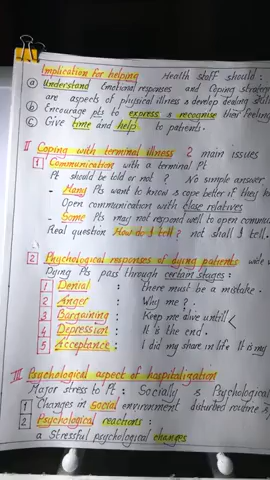 Implication for helping Health staff should :
ⓐ Understand Emotional responses and Coping strategy
are aspects of physical illness & develop dealing skill
ⓑ Encourage pts to express & recognise their feeling
ⓒ Give time and help to patients.
II Coping with terminal illness 2 main issues
1 Communication with a terminal Pt
Pt should be told or not ? No simple answer
- Many Pts want to know & cope better if they
Open communication with close relatives
- Some Pts may not respond well to open commu
Real question How do I tell ? not Shall I tell.
2 Psychological responses of dying patients
Dying Pts pass through certain stages :
1 Denial : there must be a mistake.
2 Anger : Why me ?
3 Bargaining : Keep me alive until
4 Depression : It is the end.
5 Acceptance : I did my share in life It is my
III Psychological aspect of hospitalization
Major stress to Pt : Socially & Psychological
1 Changes in social environment disturbed routine
2 Psychological reactions :
a Stressful psychological changes